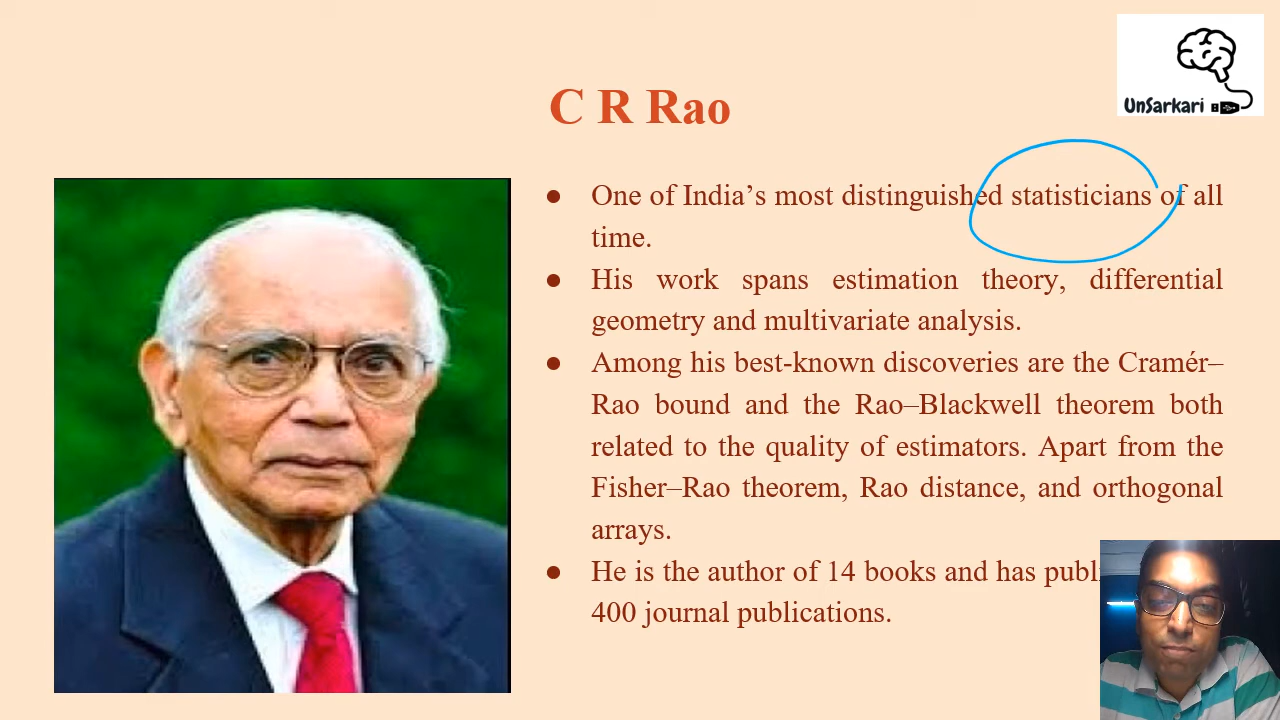 UnSarkari
C R Rao
● One of India’s most distinguished statisticians of all
time.
● His work spans estimation theory, differential
geometry and multivariate analysis.
● Among his best-known discoveries are the Cramér–
Rao bound and the Rao–Blackwell theorem both
related to the quality of estimators. Apart from the
Fisher–Rao theorem, Rao distance, and orthogonal
arrays.
● He is the author of 14 books and has
400 journal publications.